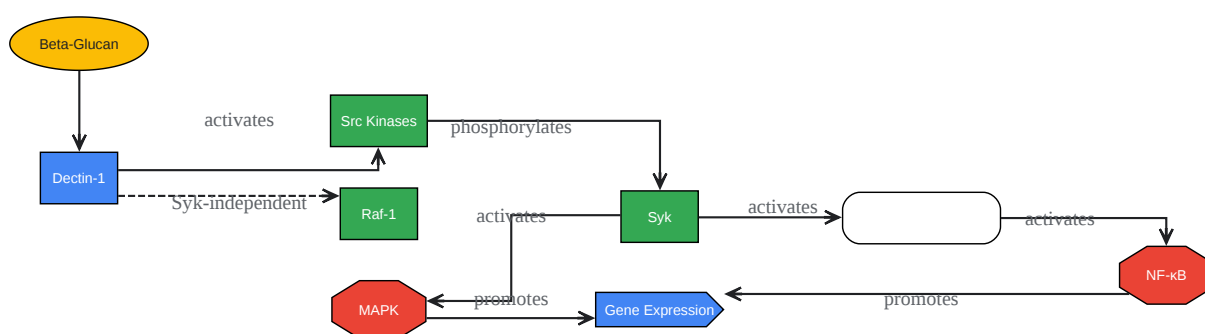 Beta-Glucan
activates
Src Kinases
phosphorylates
Dectin-1
Syk-independent
Raf-1
activates
Syk
activates
activates
NF-κB
MAPK
promotes
Gene Expression
promotes